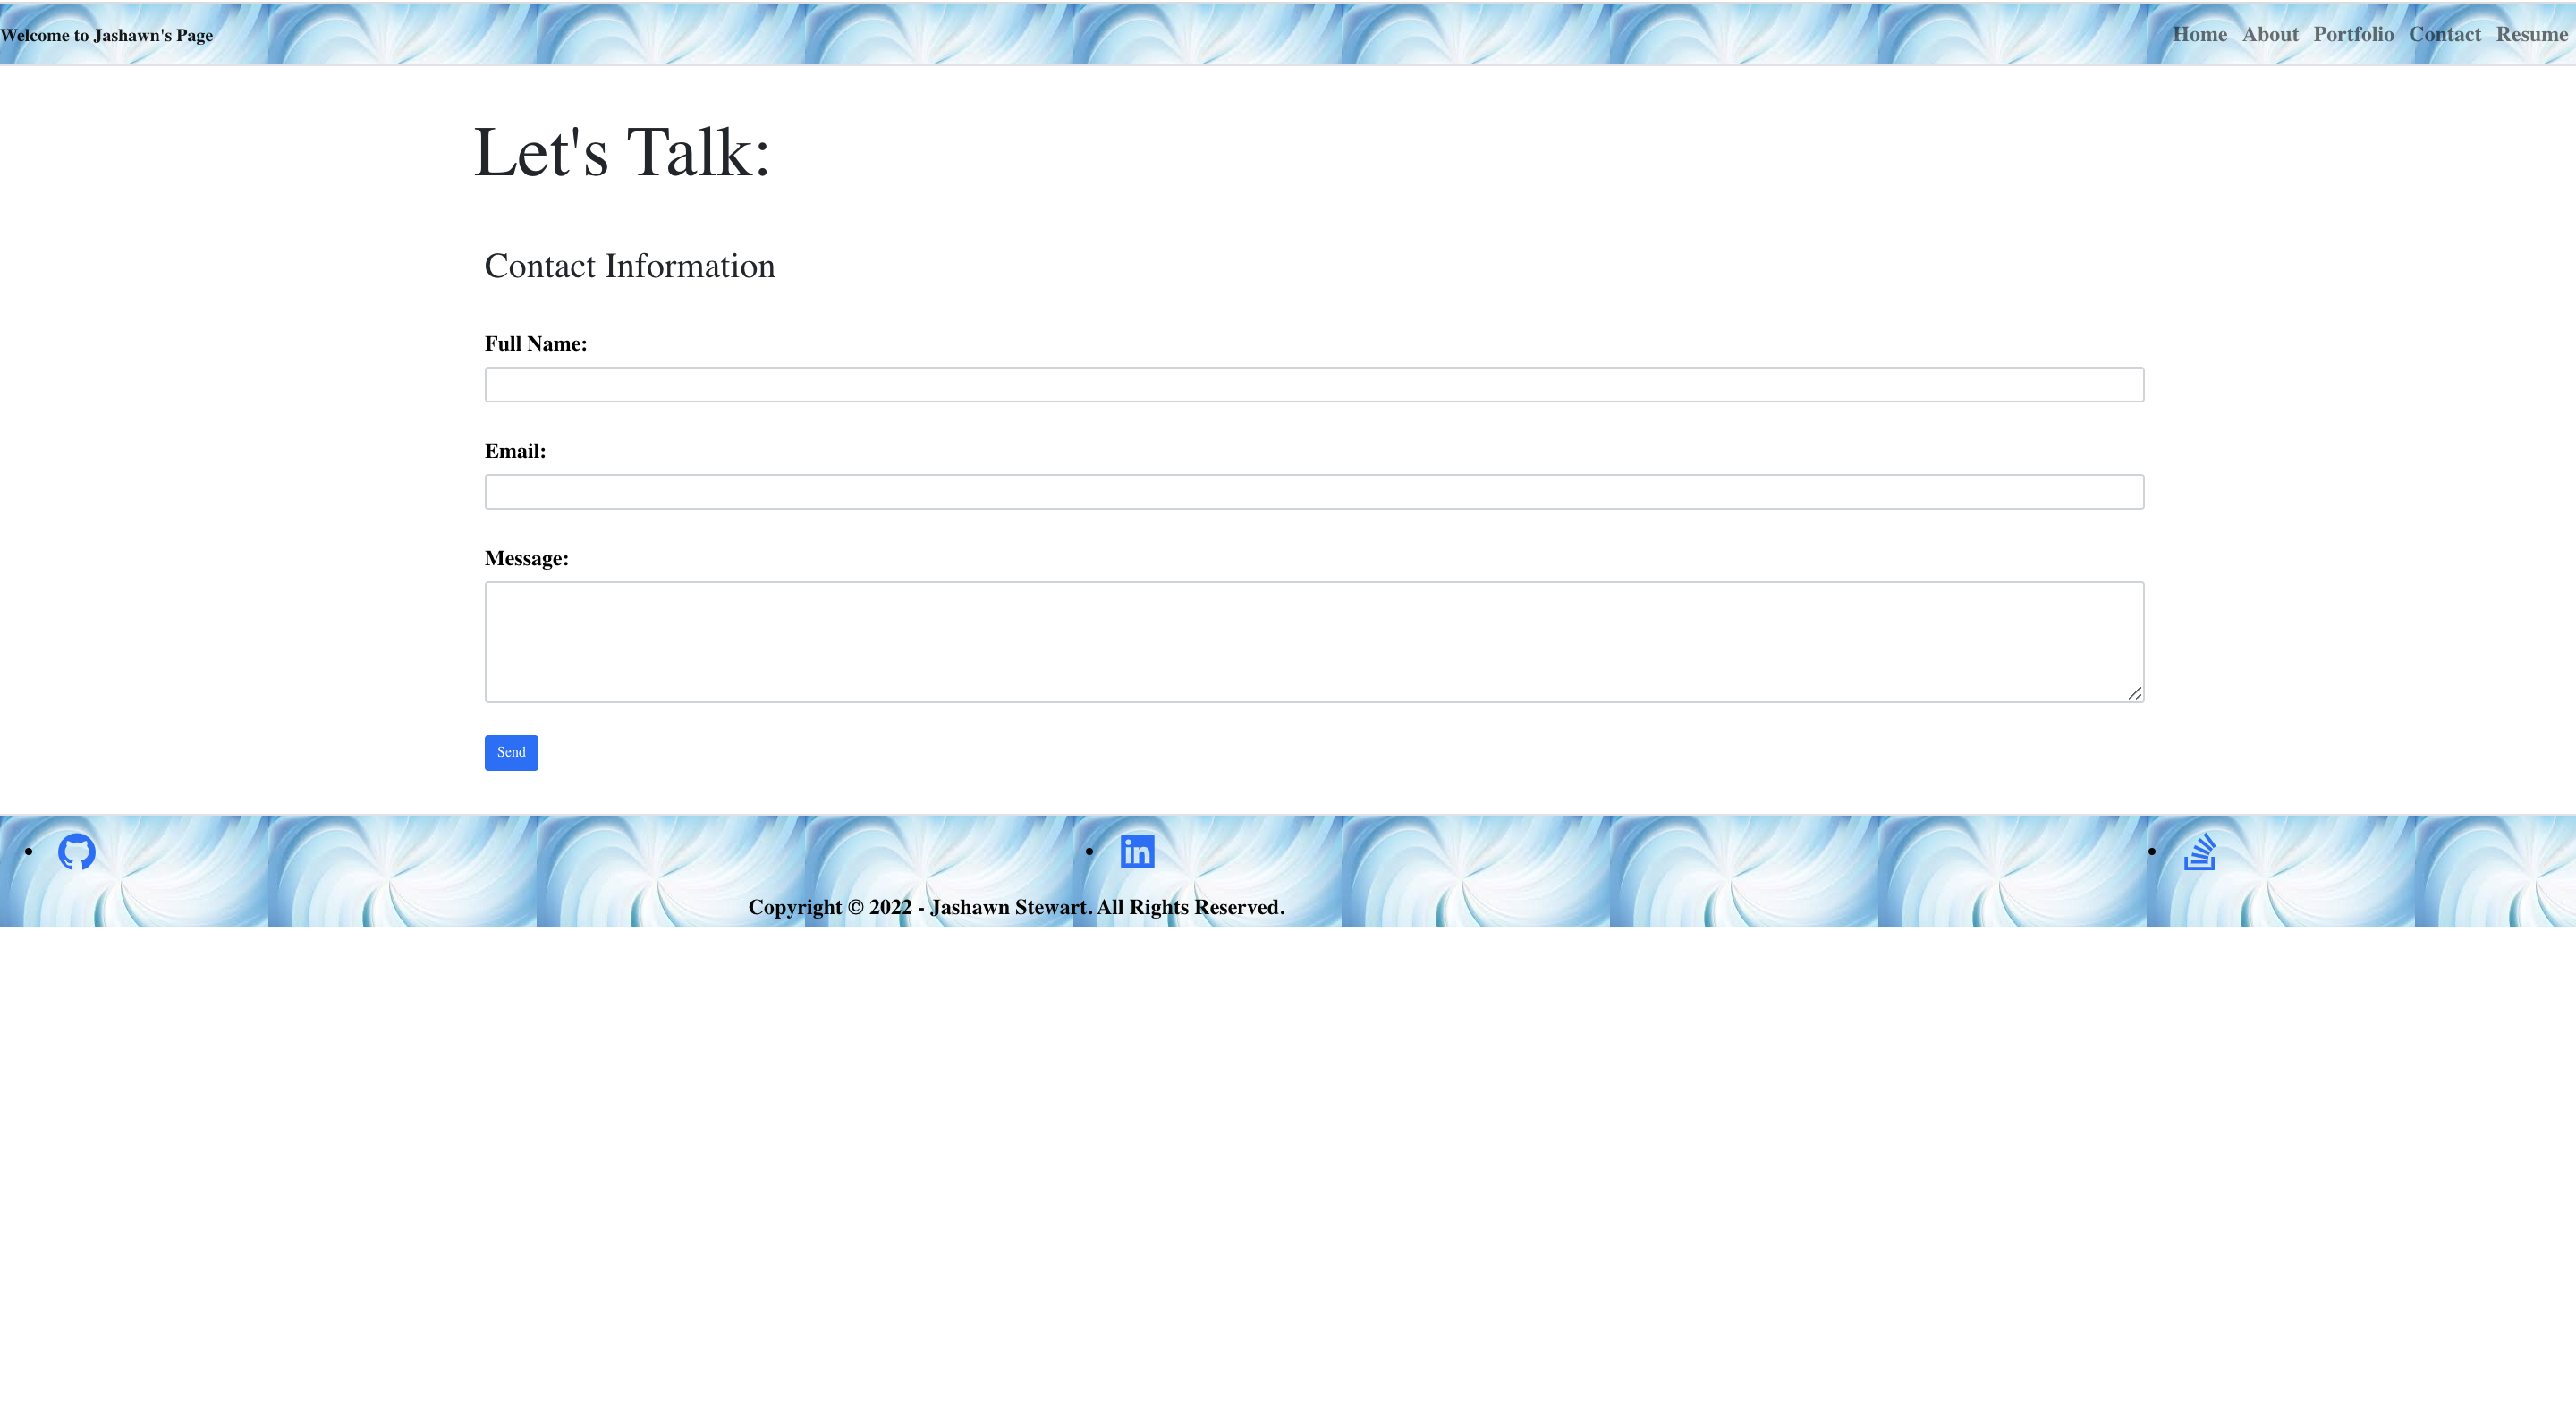 Welcome to Jashawn's Page
Home About Portfolio Contact Resume
Let's Talk:
Contact Information
Full Name:
Email:
Message:
Send
in
Copyright © 2022 - Jashawn Stewart. All Rights Reserved.